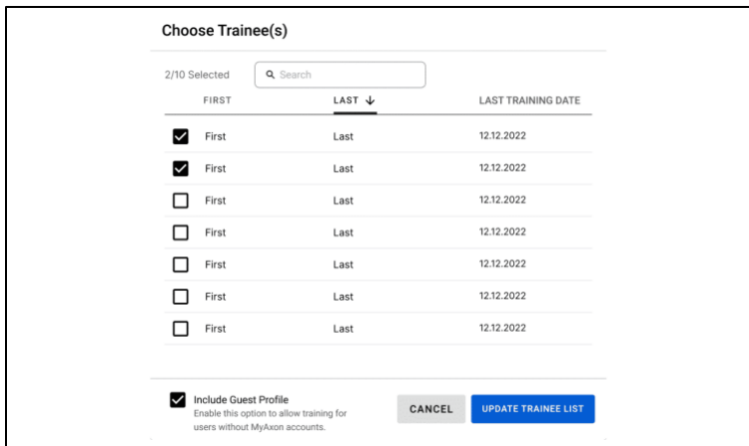 Choose Trainee(s)
2/10 Selected Search
FIRST LAST ↓ LAST TRAINING DATE
First Last 12.12.2022
First Last 12.12.2022
First Last 12.12.2022
First Last 12.12.2022
First Last 12.12.2022
First Last 12.12.2022
First Last 12.12.2022
Include Guest Profile
Enable this option to allow training for
users without MyAxon accounts.
CANCEL UPDATE TRAINEE LIST